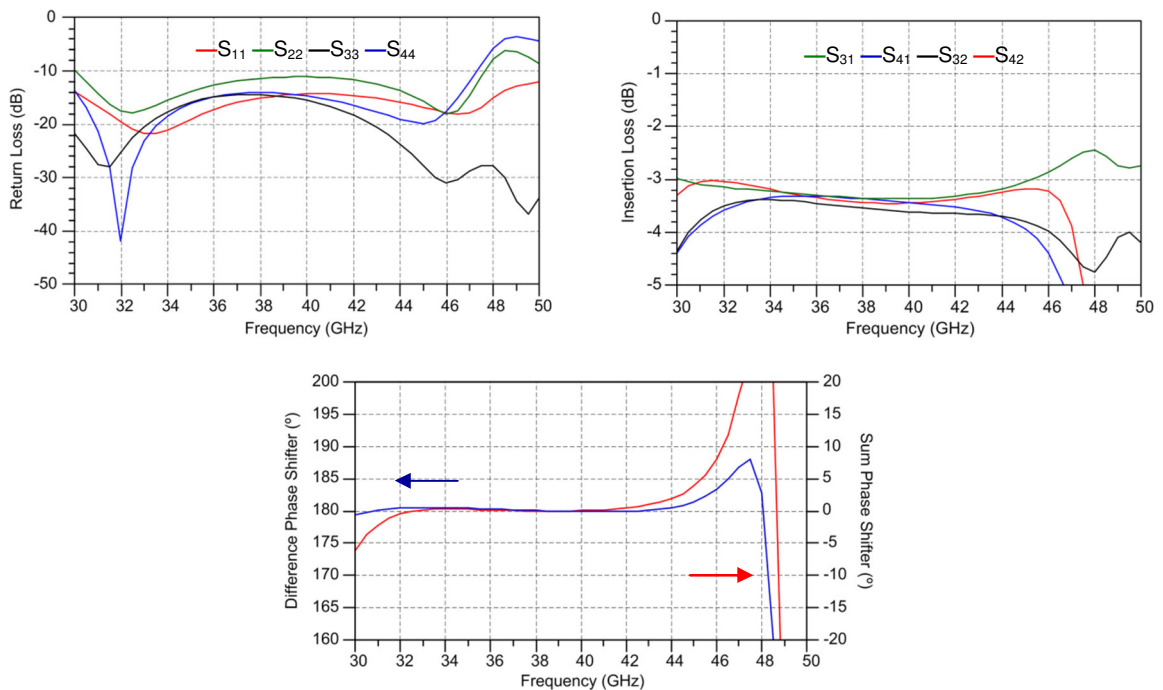 Return Loss (dB)
0
-10
-20
-30
-40
-50
S11 S22 S33 S44
30 32 34 36 38 40 42 44 46 48 50
Frequency (GHz)
Insertion Loss (dB)
0
-1
-2
-3
-4
-5
S31 S41 S32 S42
30 32 34 36 38 40 42 44 46 48 50
Frequency (GHz)
Difference Phase Shifter (º)
200
195
190
185
180
175
170
165
160
20
15
10
5
0
-5
-10
-15
-20
Sum Phase Shifter (º)
30 32 34 36 38 40 42 44 46 48 50
Frequency (GHz)